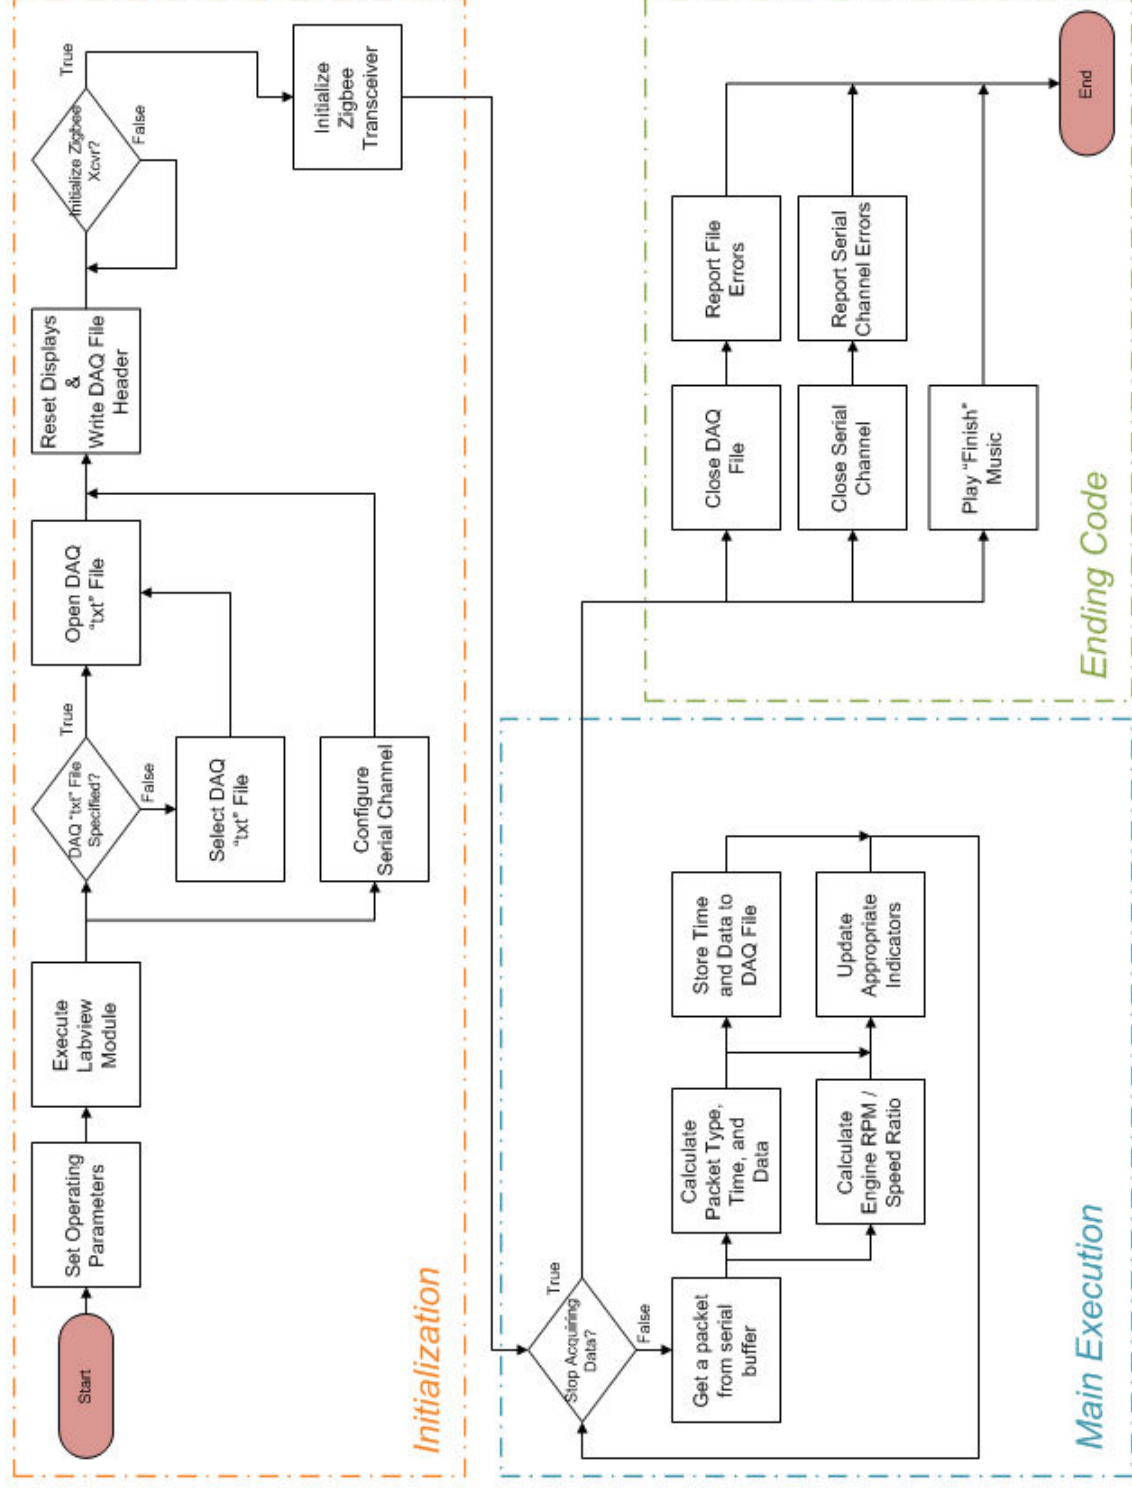 Start
Set Operating
Parameters
Execute
Labview
Module
DAQ "txt" File
Specified?
True
False
Select DAQ
"txt" File
Open DAQ
"txt" File
Configure
Serial Channel
Reset Displays
&
Write DAQ File
Header
Initialize Zigbee
Xcvr?
True
False
Initialize
Zigbee
Transceiver
Initialization
Stop Acquiring
Data?
True
False
Get a packet
from serial
buffer
Calculate
Packet Type,
Time, and
Data
Calculate
Engine RPM /
Speed Ratio
Store Time
and Data to
DAQ File
Update
Appropriate
Indicators
Main Execution
Close DAQ
File
Report File
Errors
Close Serial
Channel
Report Serial
Channel Errors
Play "Finish"
Music
End
Ending Code